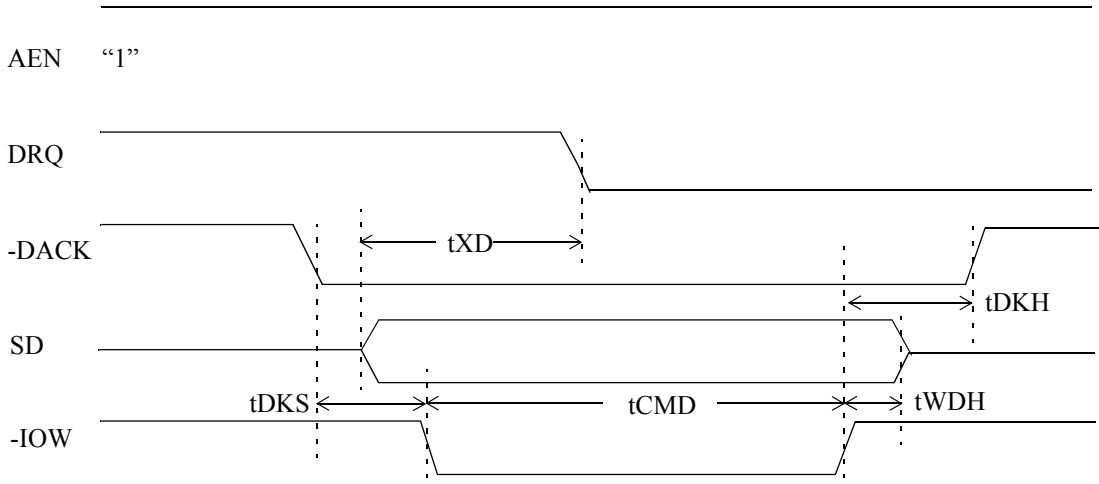 AEN “1”
DRQ
-DACK
tXD
tDKH
SD
tDKS
tCMD
tWDH
-IOW